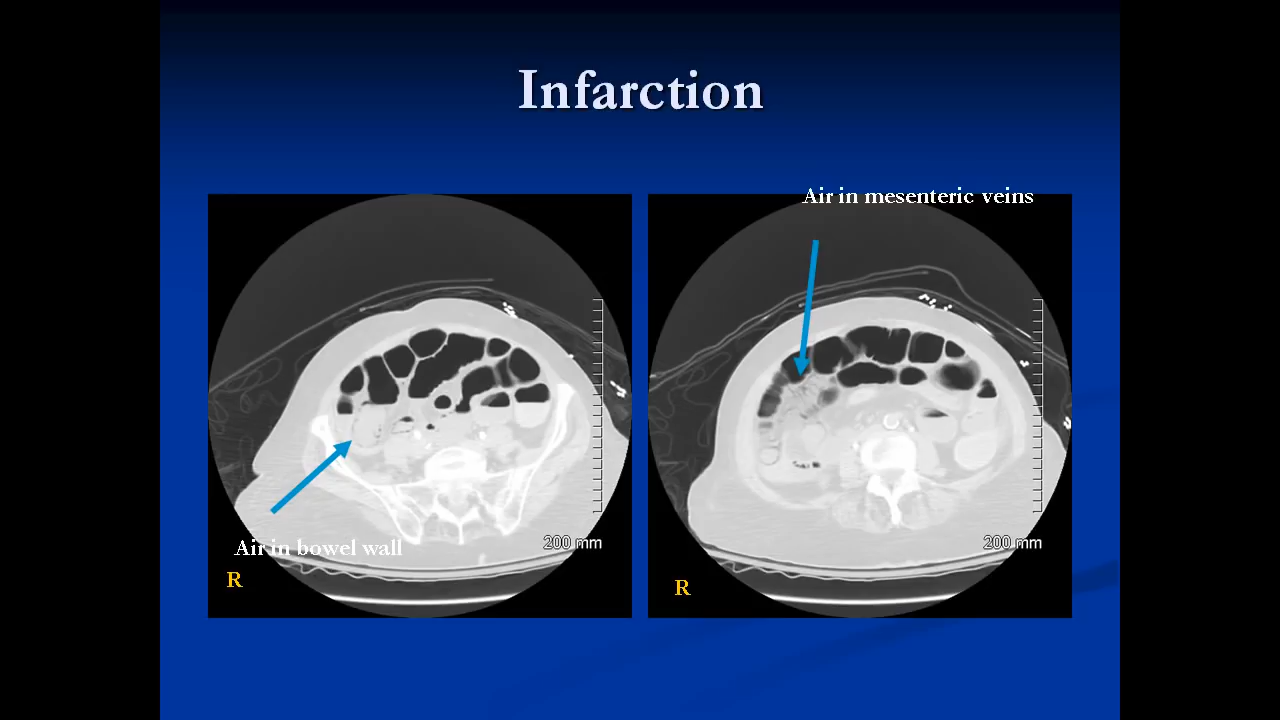 Infarction
Air in mesenteric veins
Air in bowel wall
200 mm
200 mm
R
R